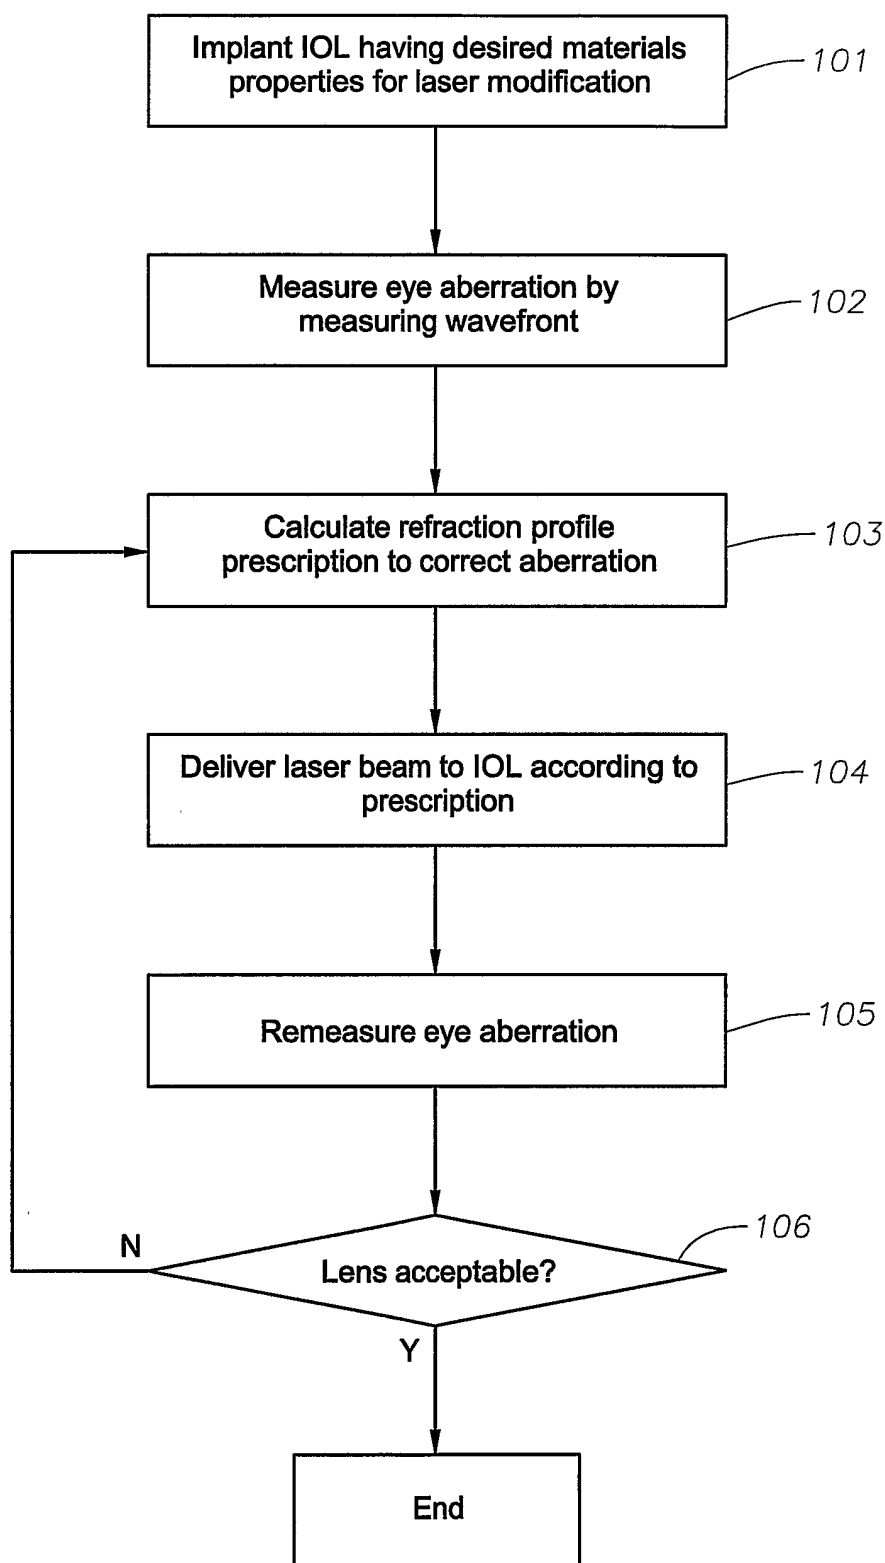 Implant IOL having desired materials
properties for laser modification
101
Measure eye aberration by
measuring wavefront
102
Calculate refraction profile
prescription to correct aberration
103
Deliver laser beam to IOL according to
prescription
104
Remeasure eye aberration
105
Lens acceptable?
106
N
Y
End